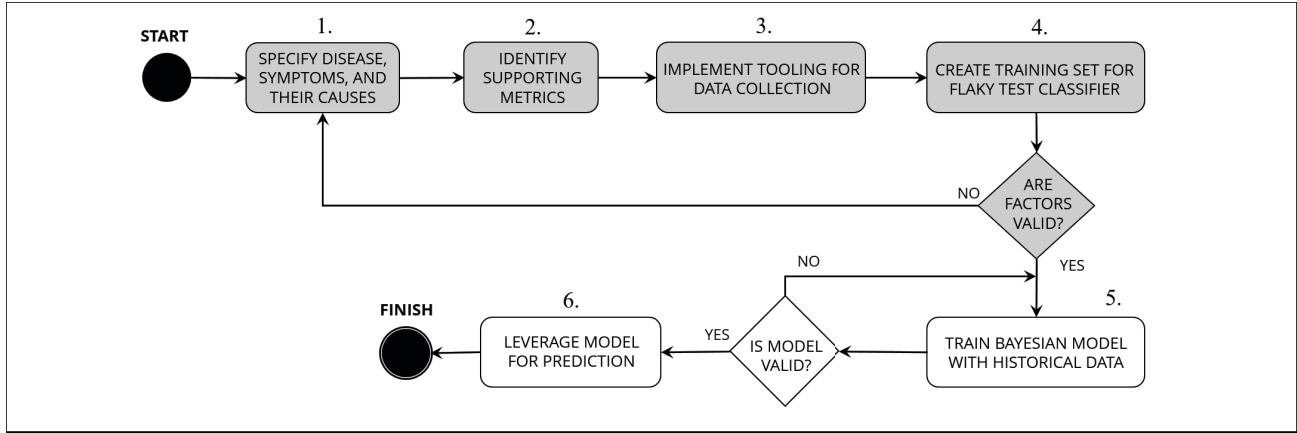 START
1.
SPECIFY DISEASE,
SYMPTOMS, AND
THEIR CAUSES
2.
IDENTIFY
SUPPORTING
METRICS
3.
IMPLEMENT TOOLING FOR
DATA COLLECTION
4.
CREATE TRAINING SET FOR
FLAKY TEST CLASSIFIER
ARE
FACTORS
VALID?
NO
YES
5.
TRAIN BAYESIAN MODEL
WITH HISTORICAL DATA
IS MODEL
VALID?
NO
YES
6.
LEVERAGE MODEL
FOR PREDICTION
FINISH